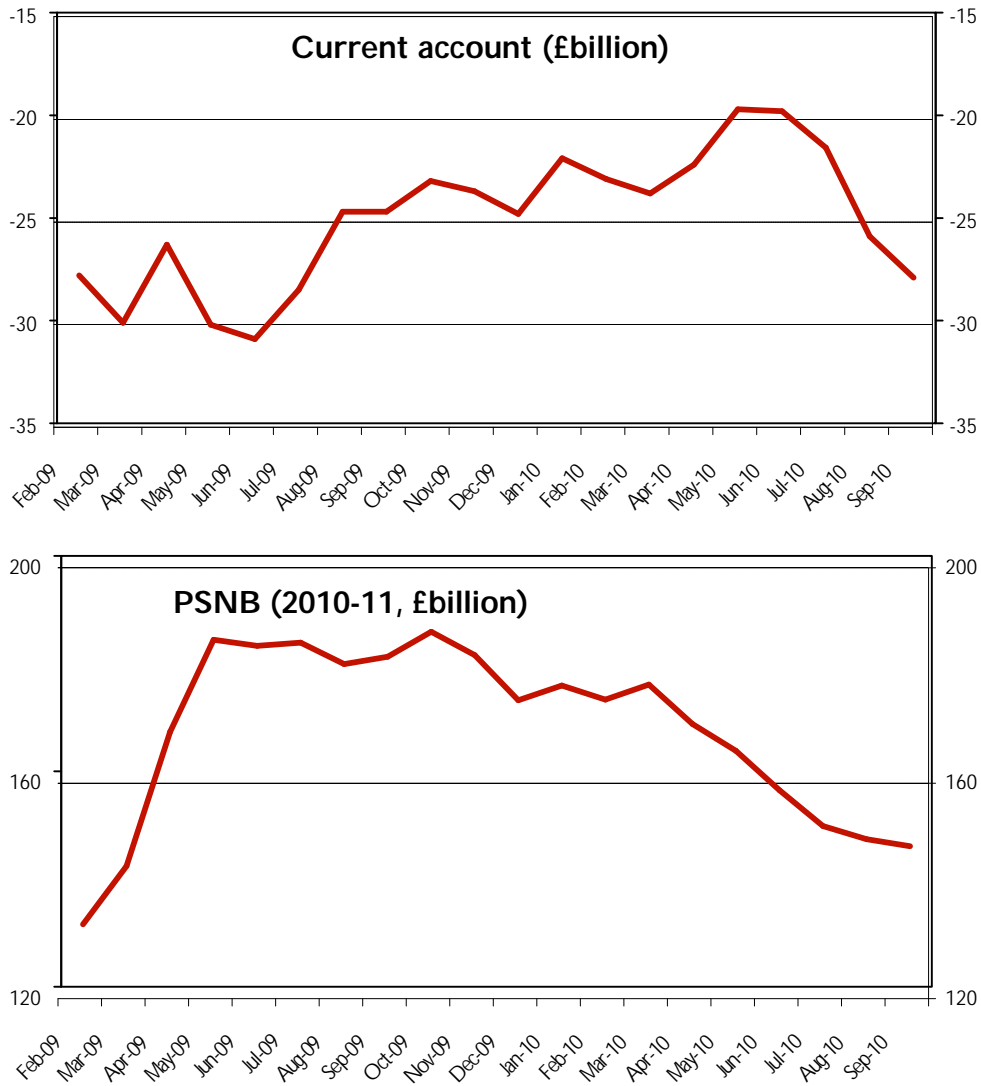 -15 -15
Current account (£billion)
-20 -20
-25 -25
-30 -30
-35 -35
Feb-09 Mar-09 Apr-09 May-09 Jun-09 Jul-09 Aug-09 Sep-09 Oct-09 Nov-09 Dec-09 Jan-10 Feb-10 Mar-10 Apr-10 May-10 Jun-10 Jul-10 Aug-10 Sep-10
200 200
PSNB (2010-11, £billion)
160 160
120 120
Feb-09 Mar-09 Apr-09 May-09 Jun-09 Jul-09 Aug-09 Sep-09 Oct-09 Nov-09 Dec-09 Jan-10 Feb-10 Mar-10 Apr-10 May-10 Jun-10 Jul-10 Aug-10 Sep-10